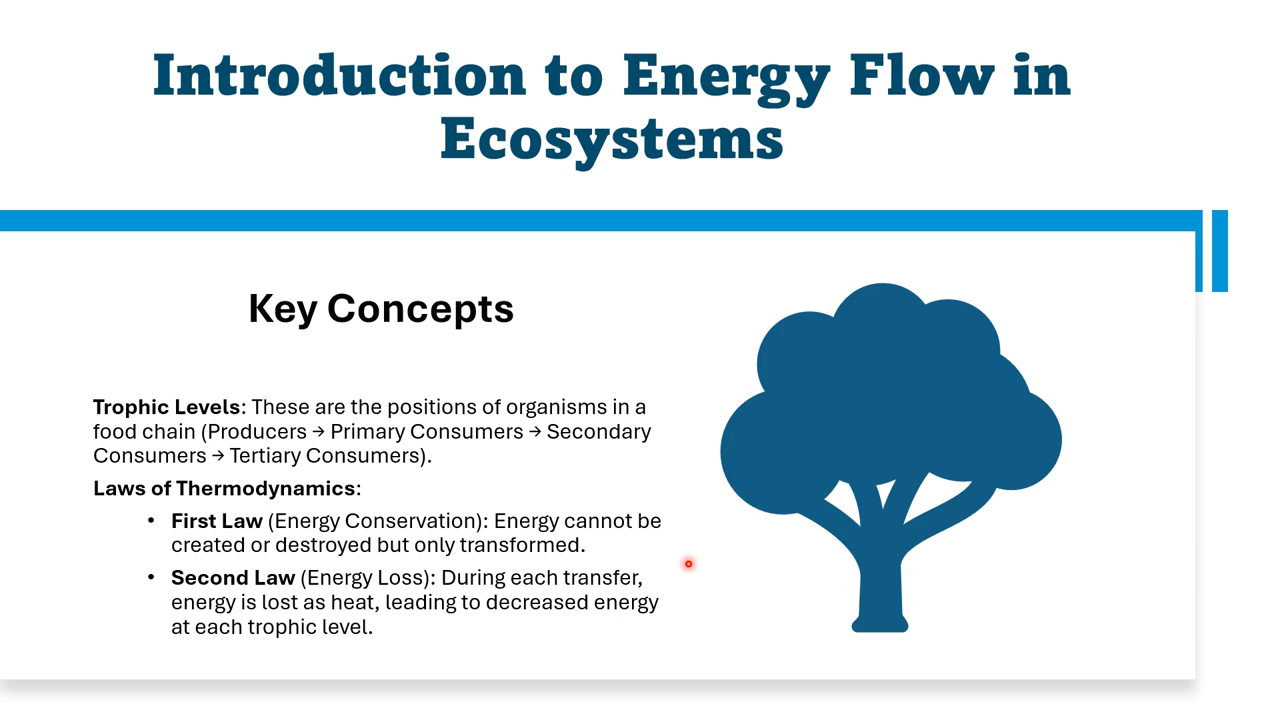 Introduction to Energy Flow in
Ecosystems
Key Concepts
Trophic Levels: These are the positions of organisms in a
food chain (Producers → Primary Consumers → Secondary
Consumers → Tertiary Consumers).
Laws of Thermodynamics:
• First Law (Energy Conservation): Energy cannot be
created or destroyed but only transformed.
• Second Law (Energy Loss): During each transfer,
energy is lost as heat, leading to decreased energy
at each trophic level.